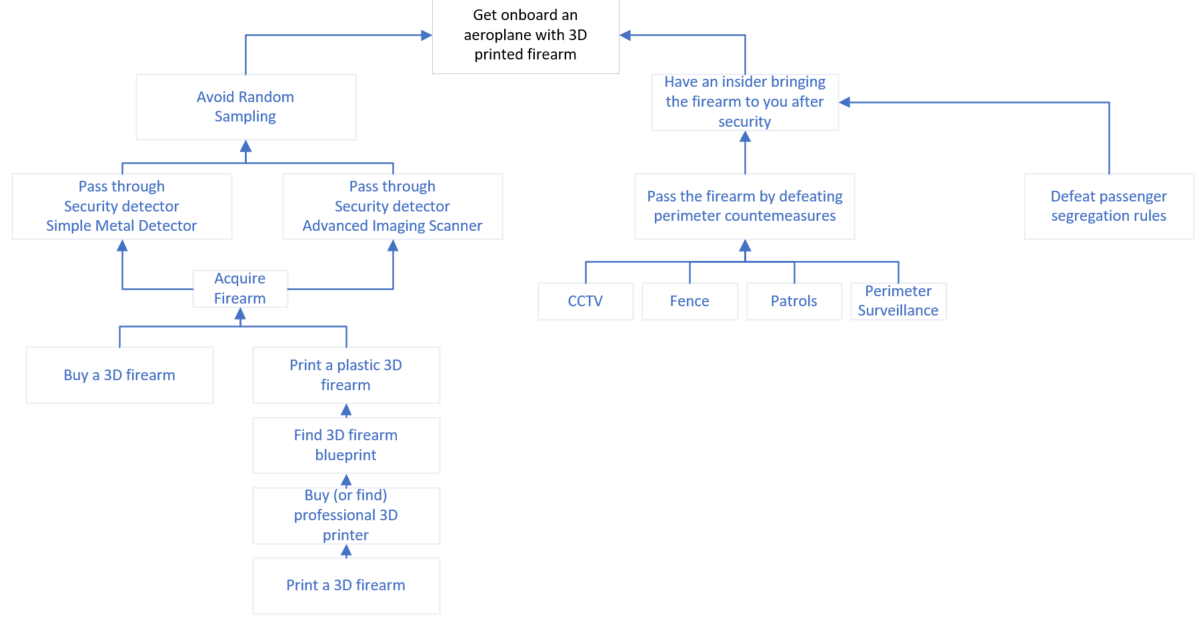 Get onboard an
aeroplane with 3D
printed firearm
Avoid Random
Sampling
Have an insider bringing
the firearm to you after
security
Pass through
Security detector
Simple Metal Detector
Pass through
Security detector
Advanced Imaging Scanner
Pass the firearm by defeating
perimeter countemeasures
Defeat passenger
segregation rules
Acquire
Firearm
CCTV
Fence
Patrols
Perimeter
Surveillance
Buy a 3D firearm
Print a plastic 3D
firearm
Find 3D firearm
blueprint
Buy (or find)
professional 3D
printer
Print a 3D firearm